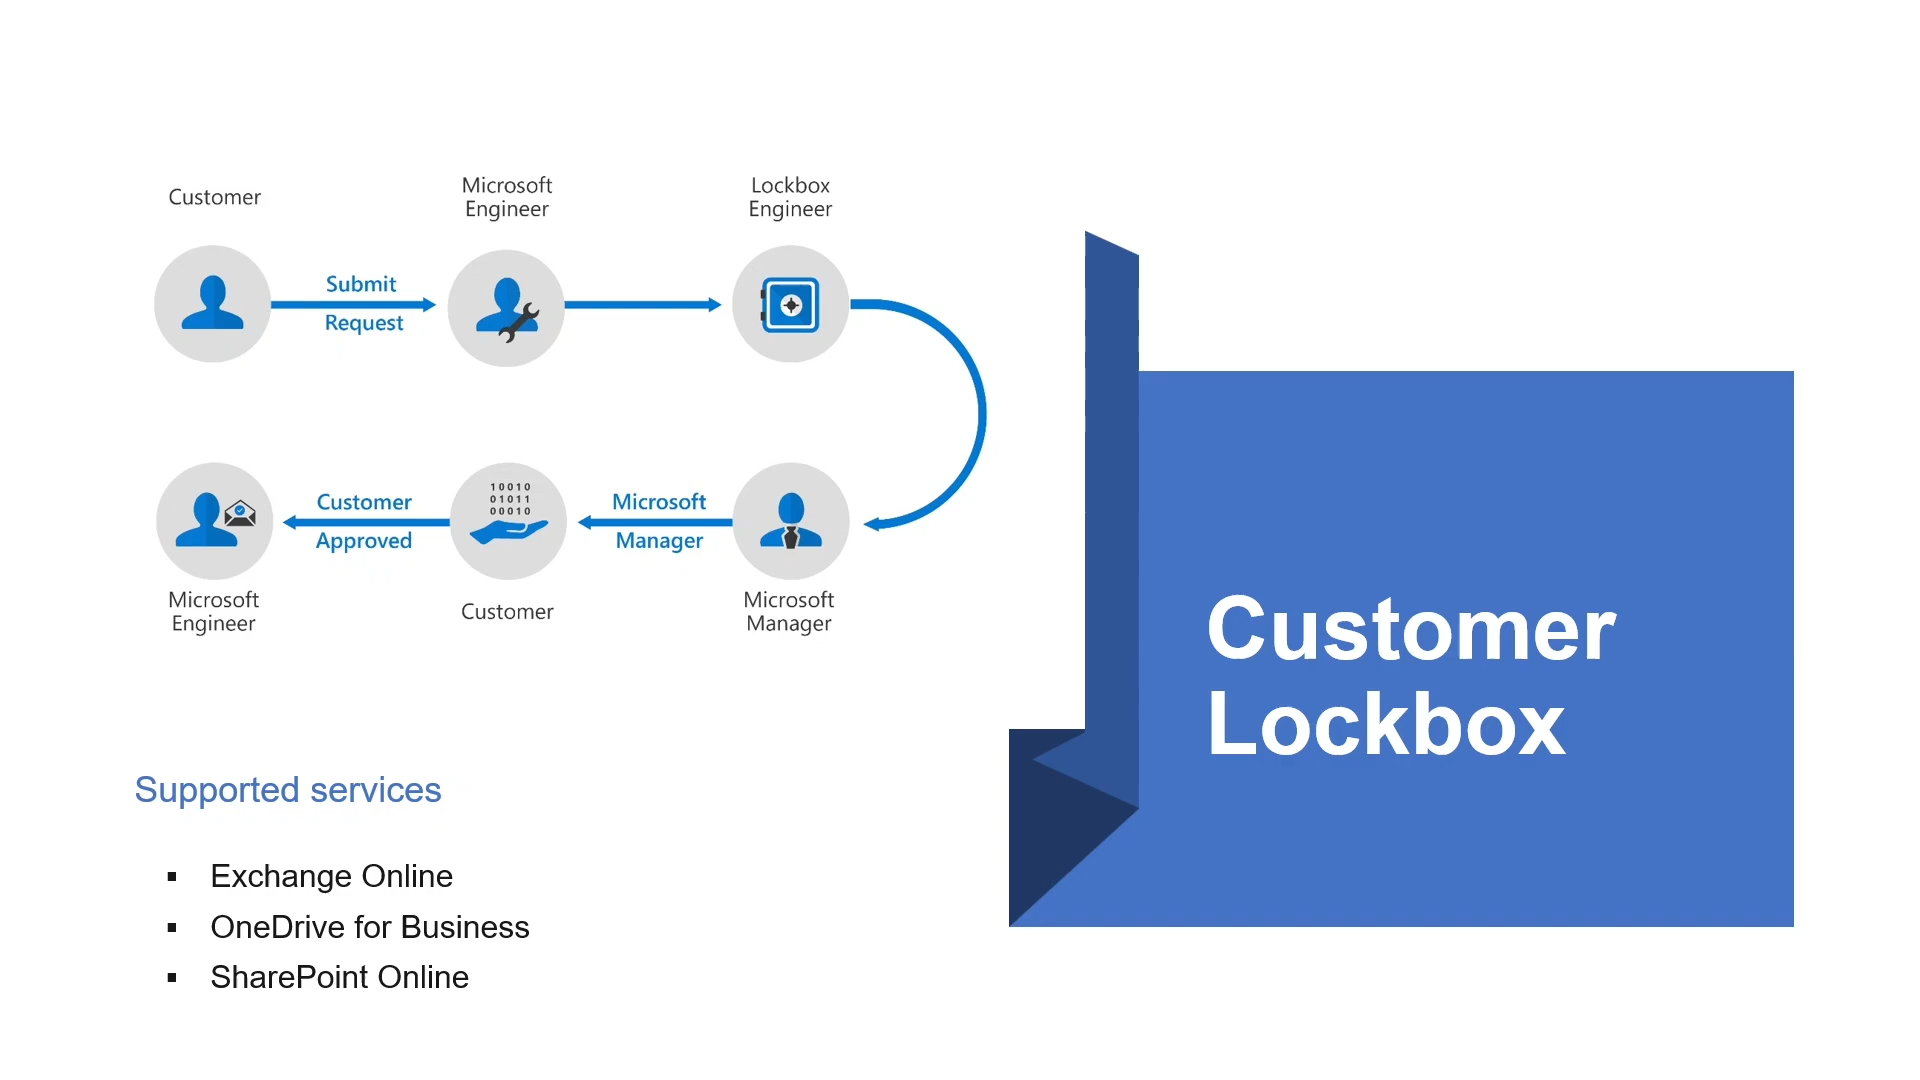 Customer
Microsoft
Engineer
Lockbox
Engineer
Submit
Request
10010
01011
00010
Customer
Approved
Microsoft
Manager
Microsoft
Engineer
Customer
Microsoft
Manager
Customer
Lockbox
Supported services
▪ Exchange Online
▪ OneDrive for Business
▪ SharePoint Online